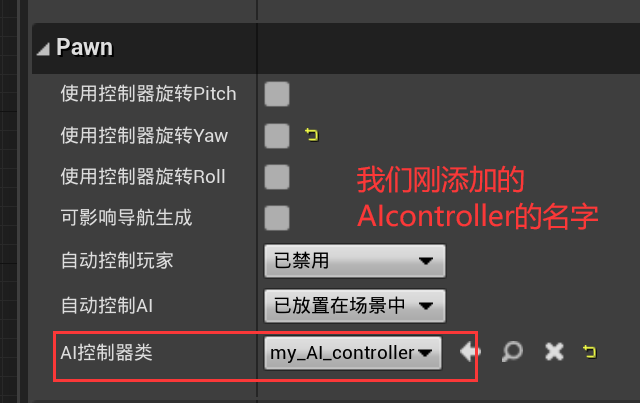 Pawn
使用控制器旋转Pitch
使用控制器旋转Yaw
使用控制器旋转Roll
我们刚添加的
AIcontroller的名字
可影响导航生成
自动控制玩家 已禁用
自动控制AI 已放置在场景中
AI控制器类 my_AI_controller